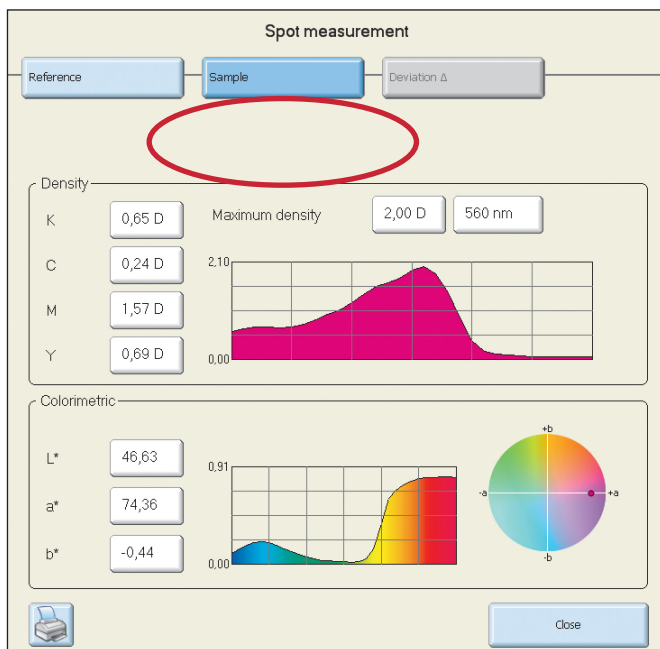 Spot measurement
Reference Sample Deviation Δ
Density
K 0,65 D Maximum density 2,00 D 560 nm
C 0,24 D 2,10
M 1,57 D
Y 0,69 D 0,00
Colorimetric
+b
L* 46,63 0,91
a* 74,36 -a +a
b* -0,44 0,00 -b
Close